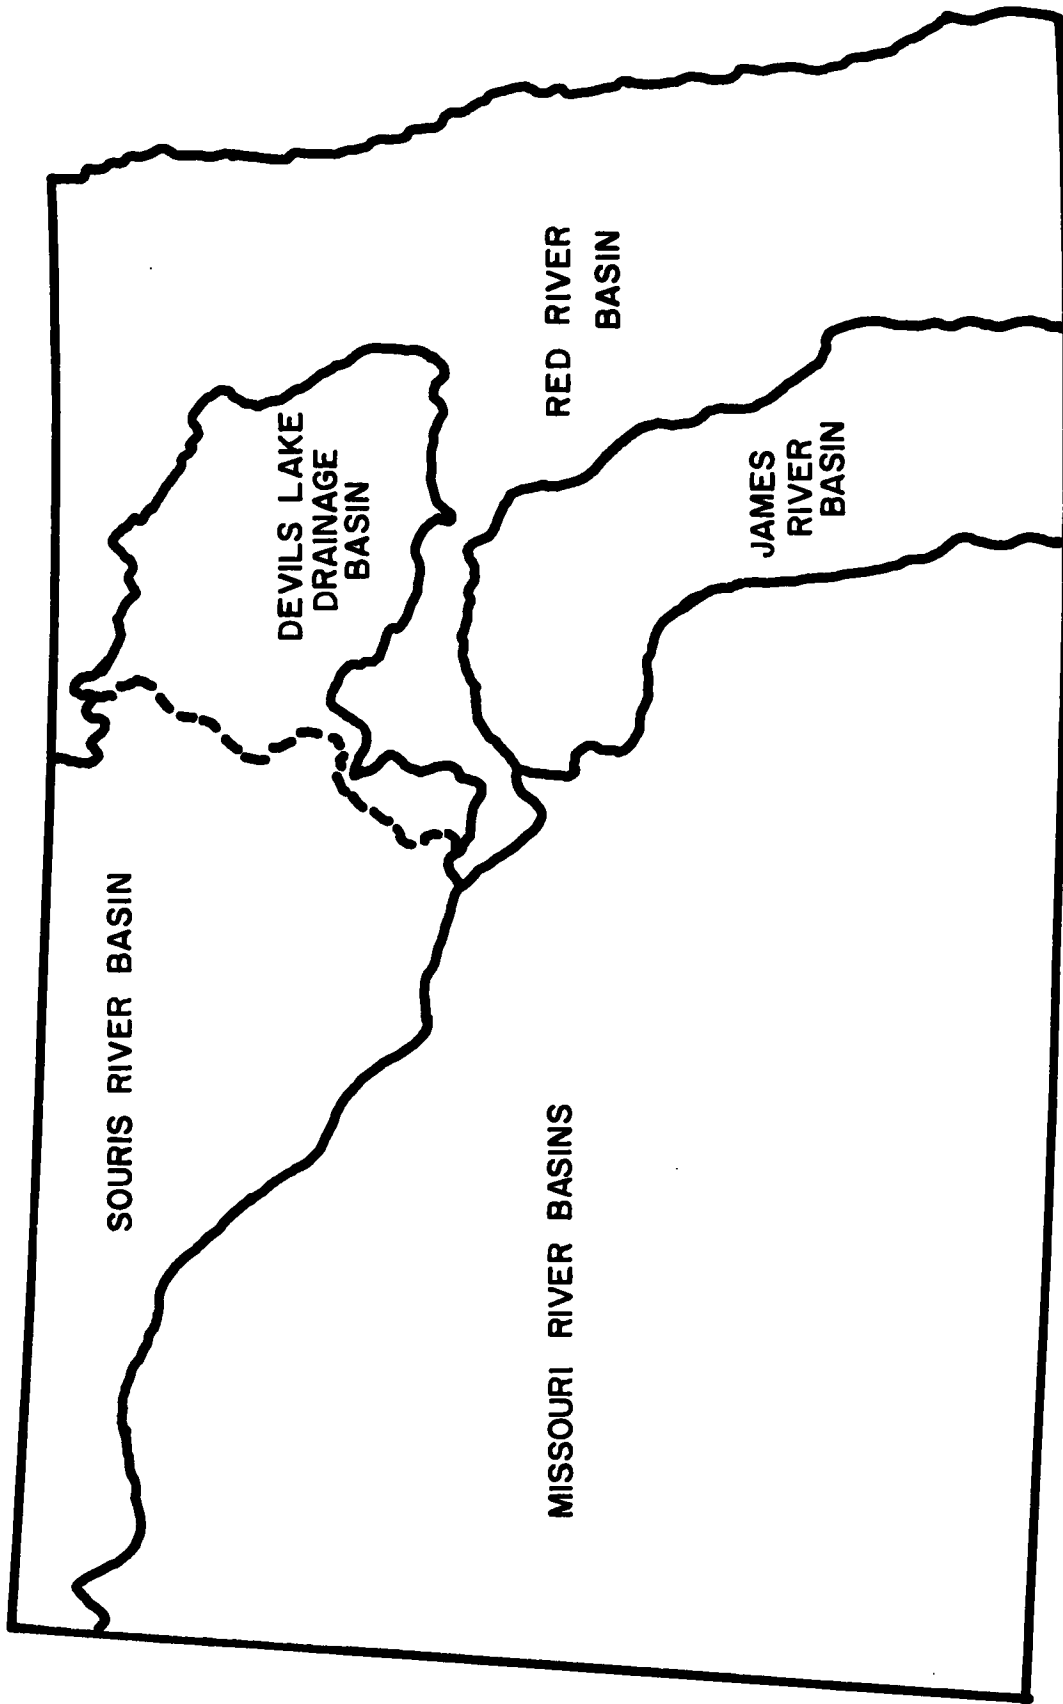 SOURIS RIVER BASIN
DEVILS LAKE
DRAINAGE
BASIN
RED RIVER
BASIN
JAMES
RIVER
BASIN
MISSOURI RIVER BASINS